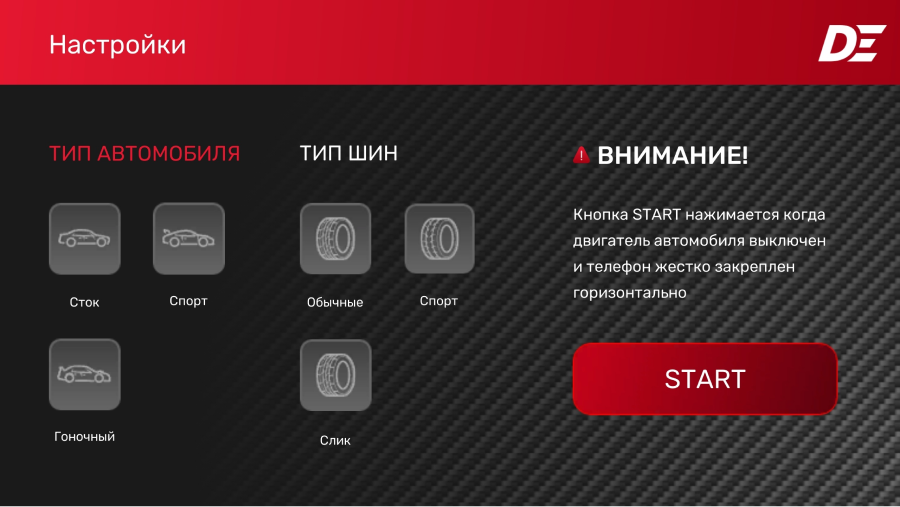 Настройки
DE
ТИП АВТОМОБИЛЯ
ТИП ШИН
Сток
Спорт
Гоночный
Обычные
Спорт
Слик
ВНИМАНИЕ!
Кнопка START нажимается когда
двигатель автомобиля выключен
и телефон жестко закреплен
горизонтально
START